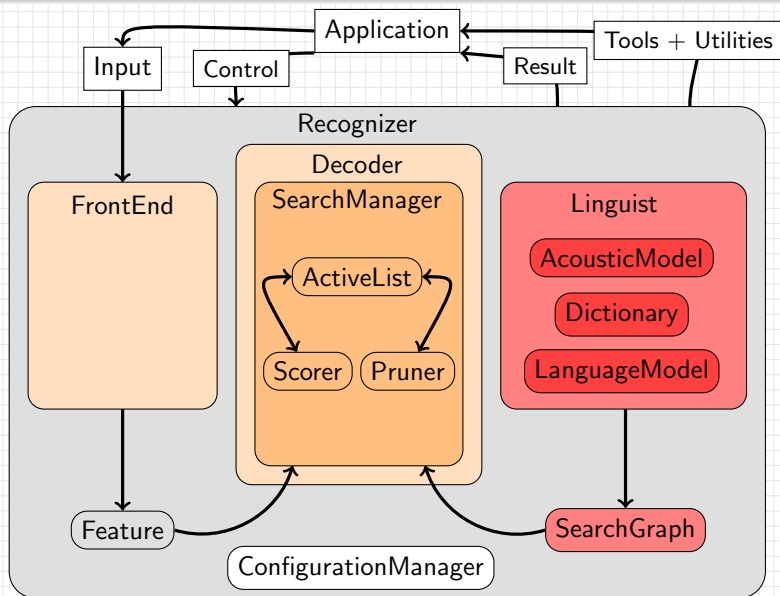 Application
Tools + Utilities
Input
Control
Result
Recognizer
Decoder
FrontEnd
SearchManager
Linguist
ActiveList
AcousticModel
Dictionary
Scorer
Pruner
LanguageModel
Feature
SearchGraph
ConfigurationManager